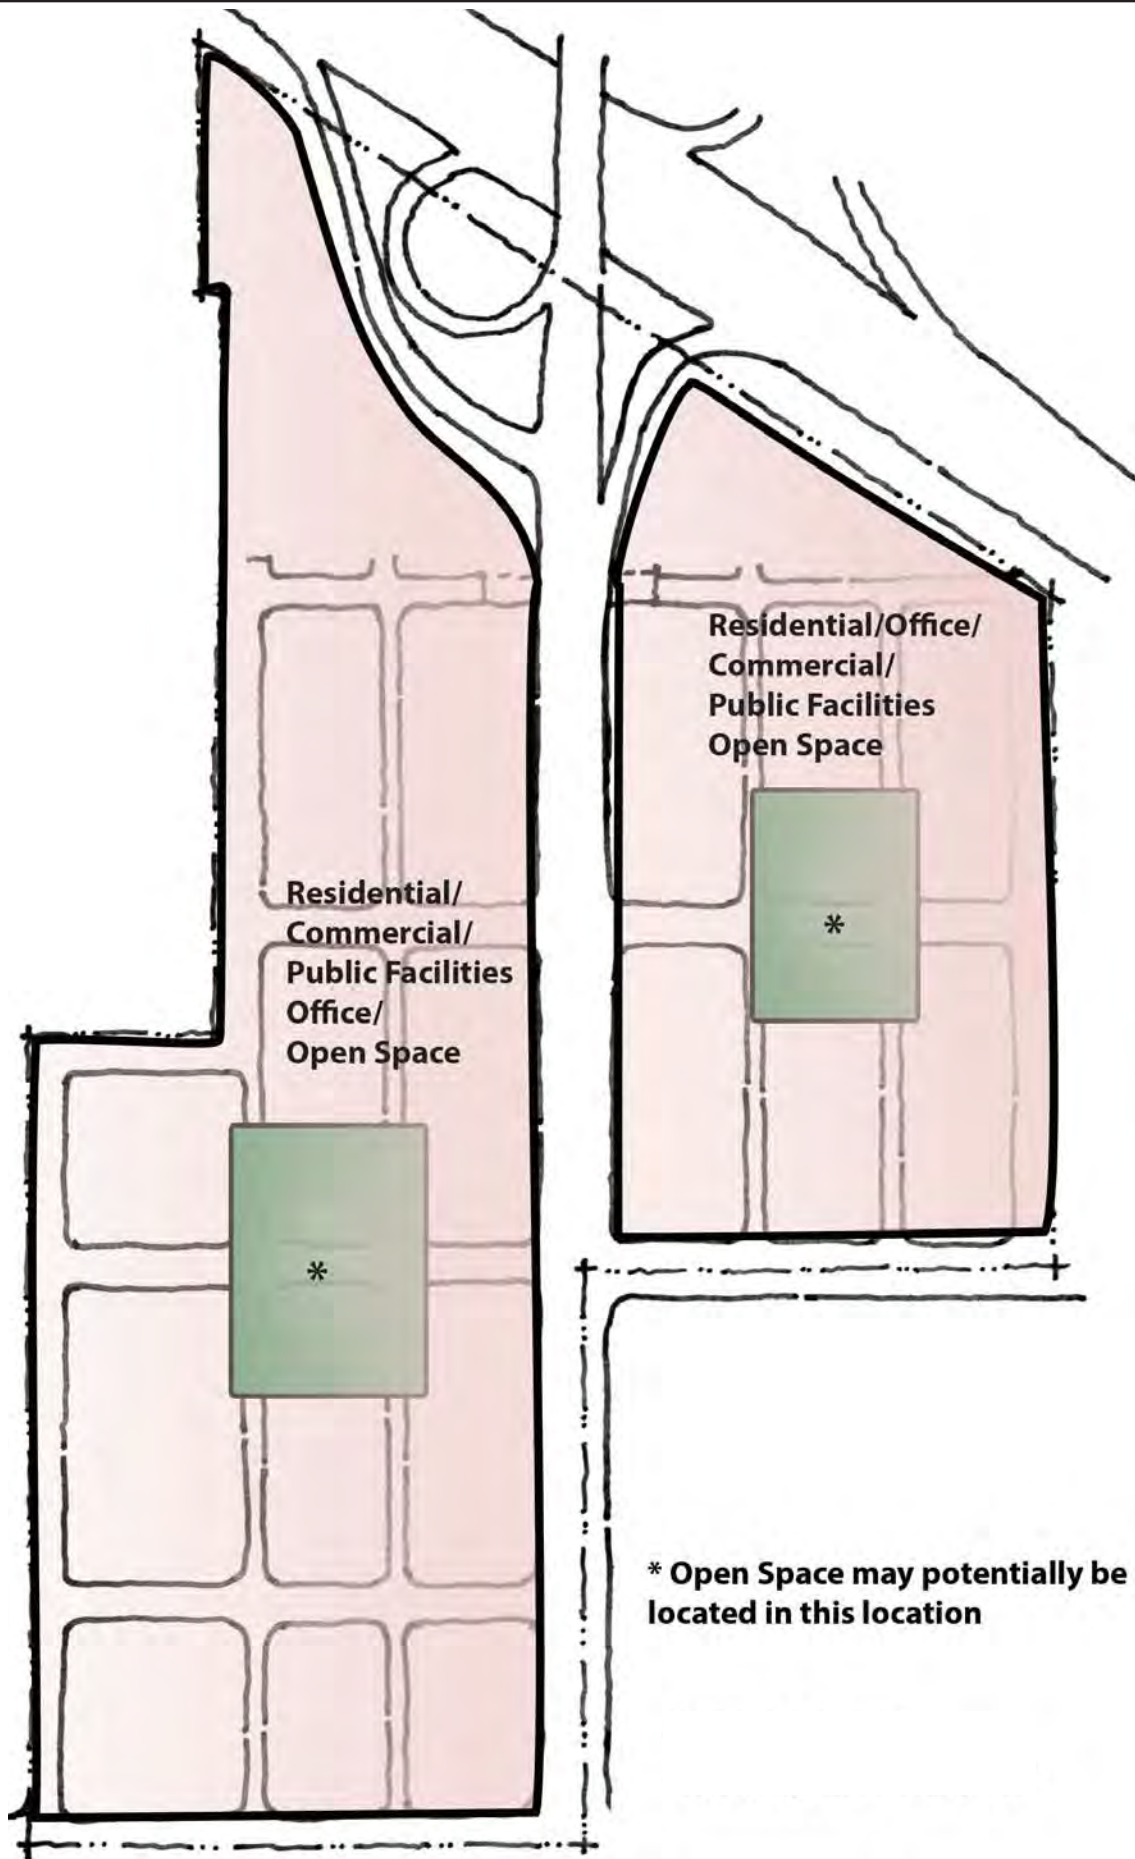 Residential/Office/
Commercial/
Public Facilities
Open Space
*
Residential/
Commercial/
Public Facilities
Office/
Open Space
*
* Open Space may potentially be
located in this location